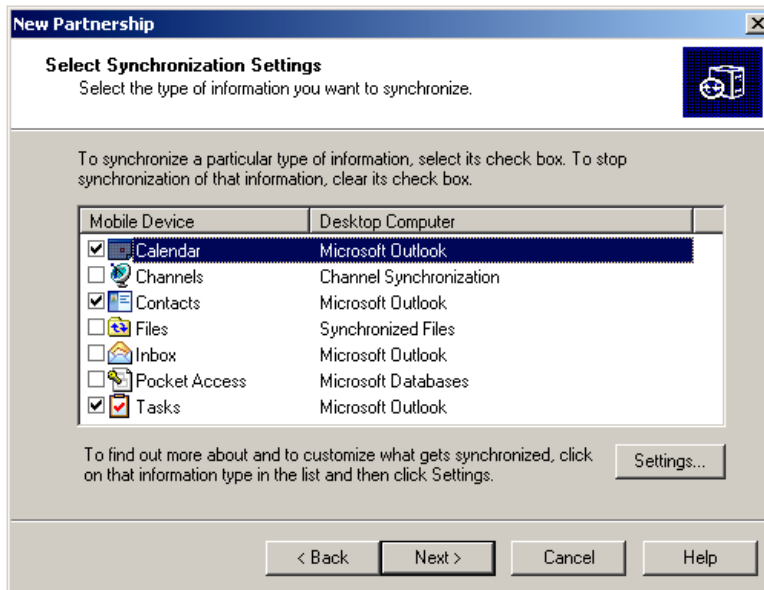 New Partnership
Select Synchronization Settings
Select the type of information you want to synchronize.
To synchronize a particular type of information, select its check box. To stop
synchronization of that information, clear its check box.
Mobile Device Desktop Computer
Calendar Microsoft Outlook
Channels Channel Synchronization
Contacts Microsoft Outlook
Files Synchronized Files
Inbox Microsoft Outlook
Pocket Access Microsoft Databases
Tasks Microsoft Outlook
To find out more about and to customize what gets synchronized, click
on that information type in the list and then click Settings.
Settings...
< Back Next > Cancel Help